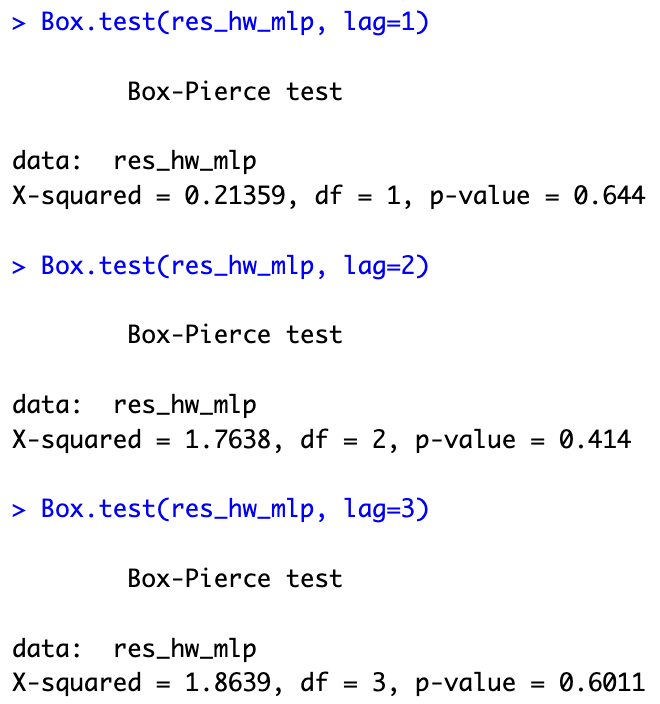 > Box.test(res_hw_mlp, lag=1)
Box-Pierce test
data:  res_hw_mlp
X-squared = 0.21359, df = 1, p-value = 0.644
> Box.test(res_hw_mlp, lag=2)
Box-Pierce test
data:  res_hw_mlp
X-squared = 1.7638, df = 2, p-value = 0.414
> Box.test(res_hw_mlp, lag=3)
Box-Pierce test
data:  res_hw_mlp
X-squared = 1.8639, df = 3, p-value = 0.6011